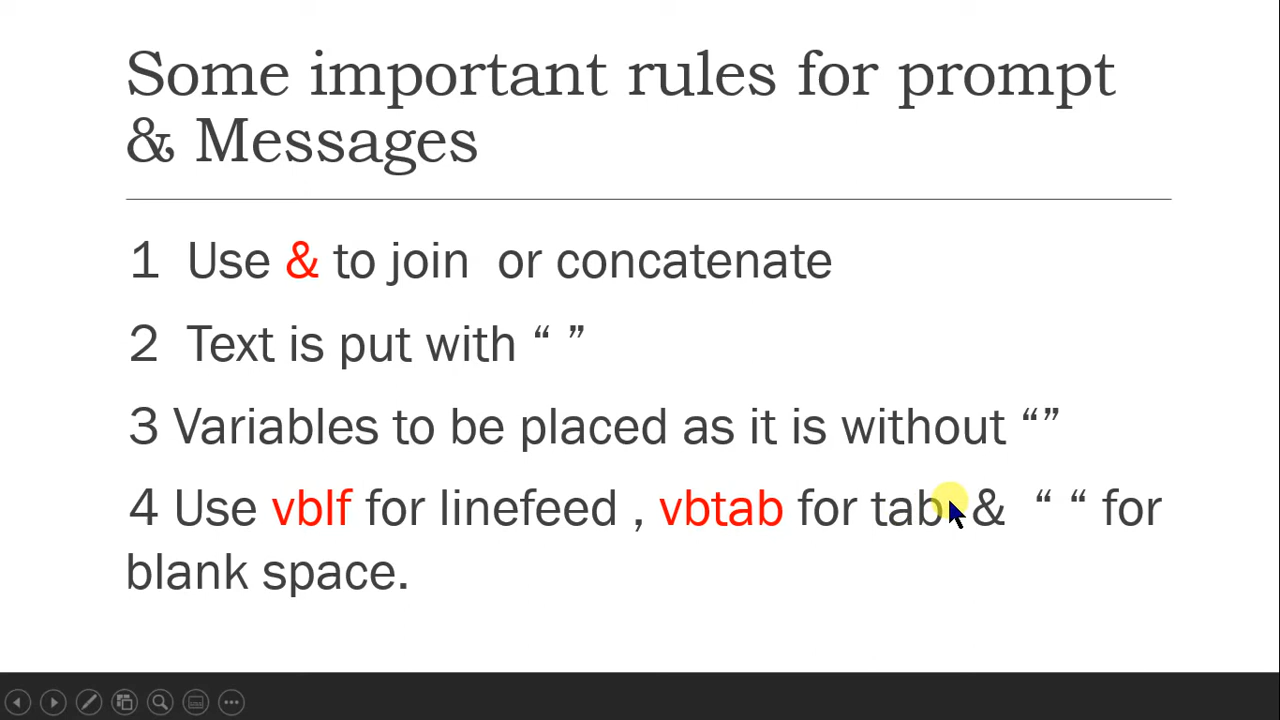 Some important rules for prompt
& Messages
1  Use & to join  or concatenate
2  Text is put with “ ”
3 Variables to be placed as it is without “”
4 Use vblf for linefeed , vbtab for tab &  “ “ for
blank space.